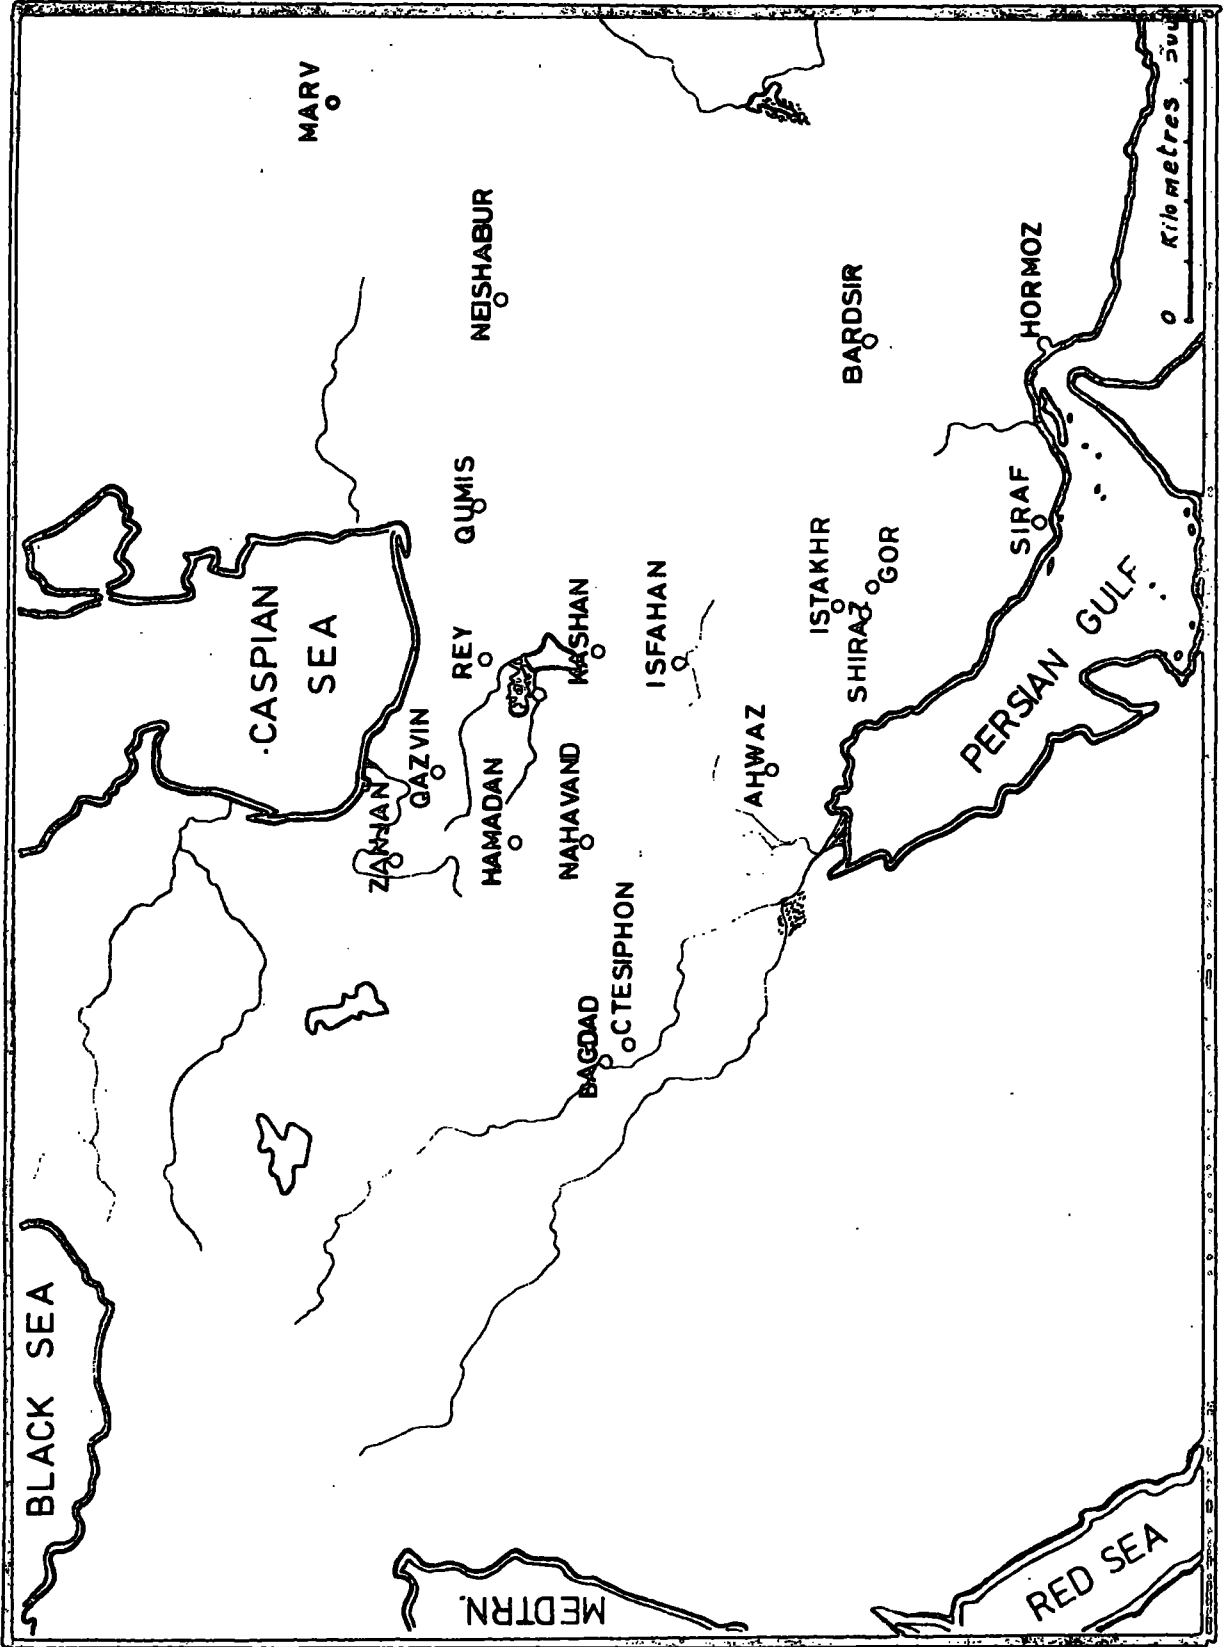 BLACK SEA
CASPIAN
SEA
MARV
NEISHABUR
QUMIS
REY
QAZVIN
ZANJAN
HAMADAN
NAHAVAND
KASHAN
ISFAHAN
BAGDAD
CTESIPHON
AHWAZ
ISTAKHR
SHIRAZ
GOR
BARDSIR
SIRAF
HORMOZ
PERSIAN GULF
MEDTRN.
RED SEA
0 Kilometres